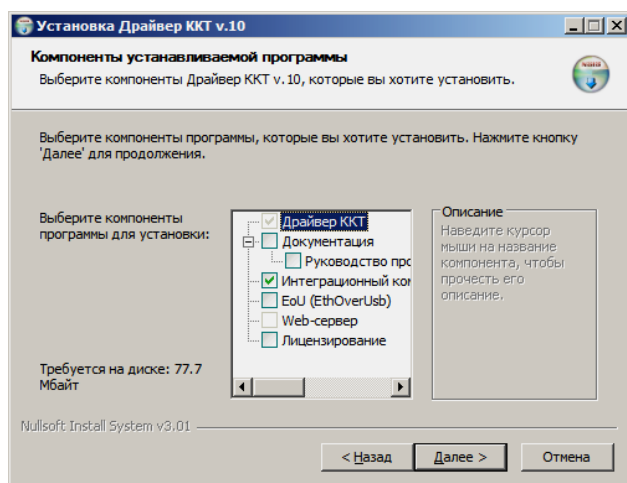 Установка Драйвер ККТ v.10
Компоненты устанавливаемой программы
Выберите компоненты Драйвер ККТ v.10, которые вы хотите установить.
Выберите компоненты программы, которые вы хотите установить. Нажмите кнопку
'Далее' для продолжения.
Выберите компоненты
программы для установки:
Драйвер ККТ
Документация
Руководство прс
Интеграционный ког
EoU (EthOverUsb)
Web-сервер
Лицензирование
Описание
Наведите курсор
мыши на название
компонента, чтобы
прочесть его
описание.
Требуется на диске: 77.7
Мбайт
Nullsoft Install System v3.01
< Назад
Далее >
Отмена